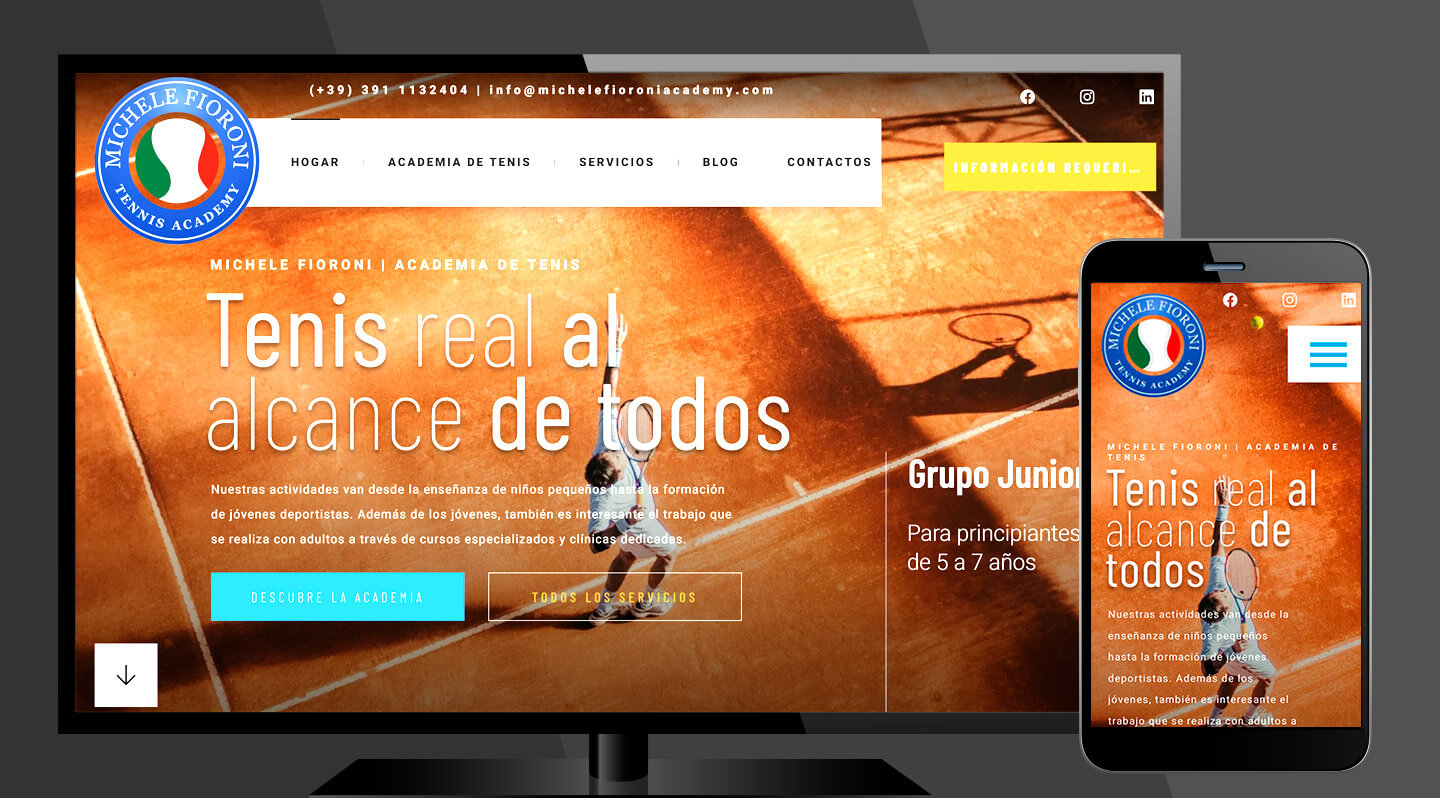 (+39) 391 1132404 | info@michelefioroniacademy.com
MICHELE FIORONI
TENNIS ACADEMY
HOGAR
ACADEMIA DE TENIS
SERVICIOS
BLOG
CONTACTOS
INFORMACIÓN REQUERI...
MICHELE FIORONI | ACADEMIA DE TENIS
Tenis real al
alcance de todos
Nuestras actividades van desde la enseñanza de niños pequeños hasta la formación
de jóvenes deportistas. Además de los jóvenes, también es interesante el trabajo que
se realiza con adultos a través de cursos especializados y clínicas dedicadas.
DESCUBRE LA ACADEMIA
TODOS LOS SERVICIOS
Grupo Junior
Para principiantes
de 5 a 7 años
MICHELE FIORONI
TENNIS ACADEMY
MICHELE FIORONI | ACADEMIA DE
TENIS
Tenis real al
alcance de
todos
Nuestras actividades van desde la
enseñanza de niños pequeños
hasta la formación de jóvenes
deportistas. Además de los
jóvenes, también es interesante el
trabajo que se realiza con adultos a